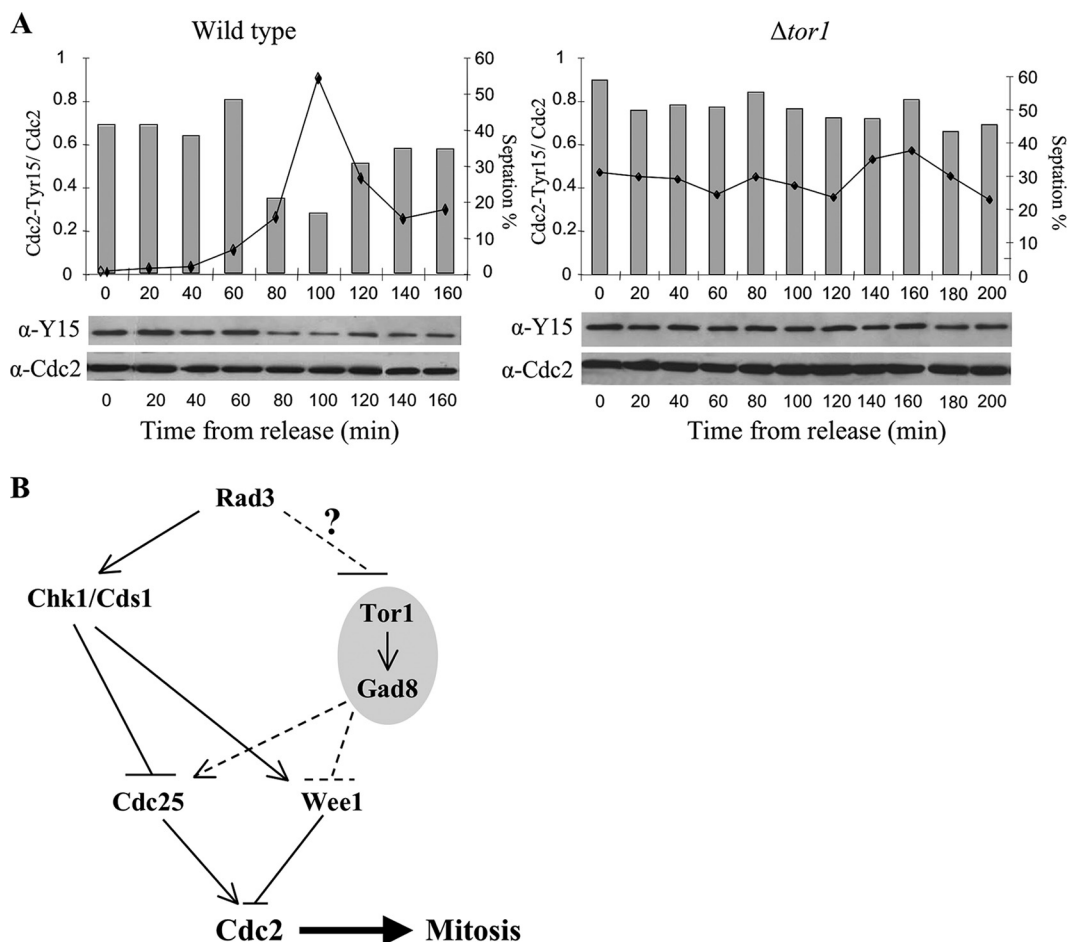 A
Wild type
Δtor1
Cdc2-Tyr15/ Cdc2
1
0.8
0.6
0.4
0.2
0
60
50
40
30
20
10
0
Septation %
0 20 40 60 80 100 120 140 160
α-Y15
α-Cdc2
0 20 40 60 80 100 120 140 160
Time from release (min)
Cdc2-Tyr15/ Cdc2
1
0.8
0.6
0.4
0.2
0
60
50
40
30
20
10
0
Septation %
0 20 40 60 80 100 120 140 160 180 200
α-Y15
α-Cdc2
0 20 40 60 80 100 120 140 160 180 200
Time from release (min)
B
Rad3
?
Chk1/Cds1
Tor1
Gad8
Cdc25
Wee1
Cdc2
Mitosis